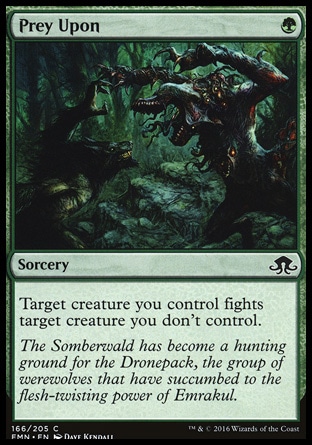 Prey Upon
Sorcery
Target creature you control fights
target creature you don't control.
The Somberwald has become a hunting
ground for the Dronepack, the group of
werewolves that have succumbed to the
flesh-twisting power of Emrakul.
166/205 C
EMN • EN Dave Kendall
™ & © 2016 Wizards of the Coast